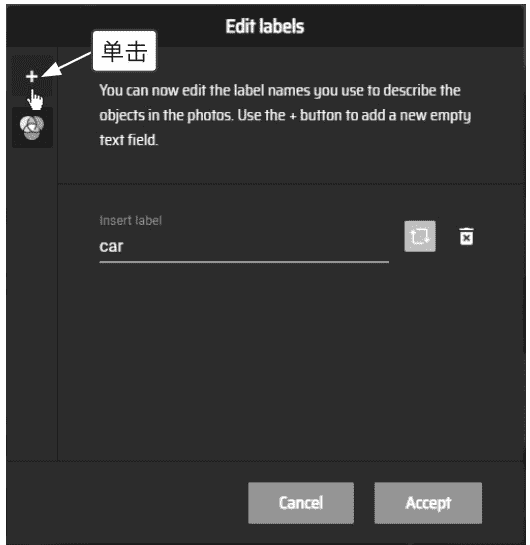 Edit labels
单击
+
You can now edit the label names you use to describe the
objects in the photos. Use the + button to add a new empty
text field.
Insert label
car
Cancel
Accept